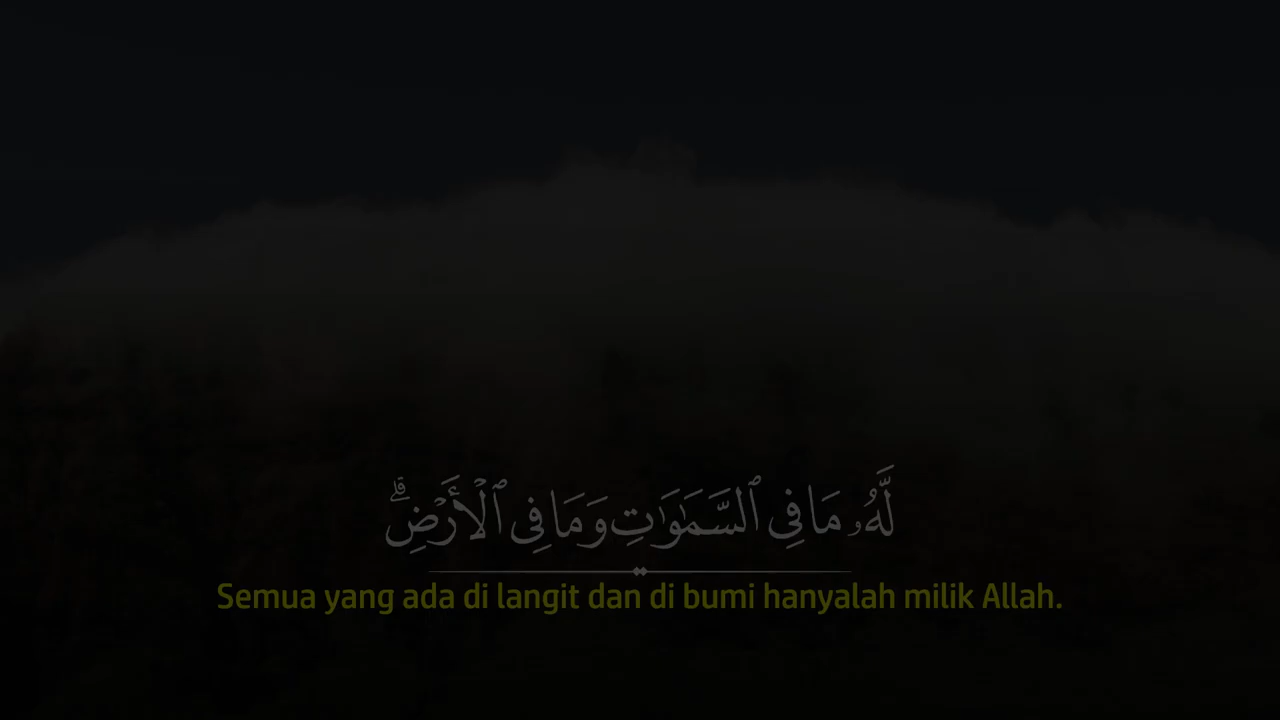 لَّهُۥ مَا فِي ٱلسَّمَٰوَٰتِ وَمَا فِي ٱلْأَرْضِۗ
Semua yang ada di langit dan di bumi hanyalah milik Allah.